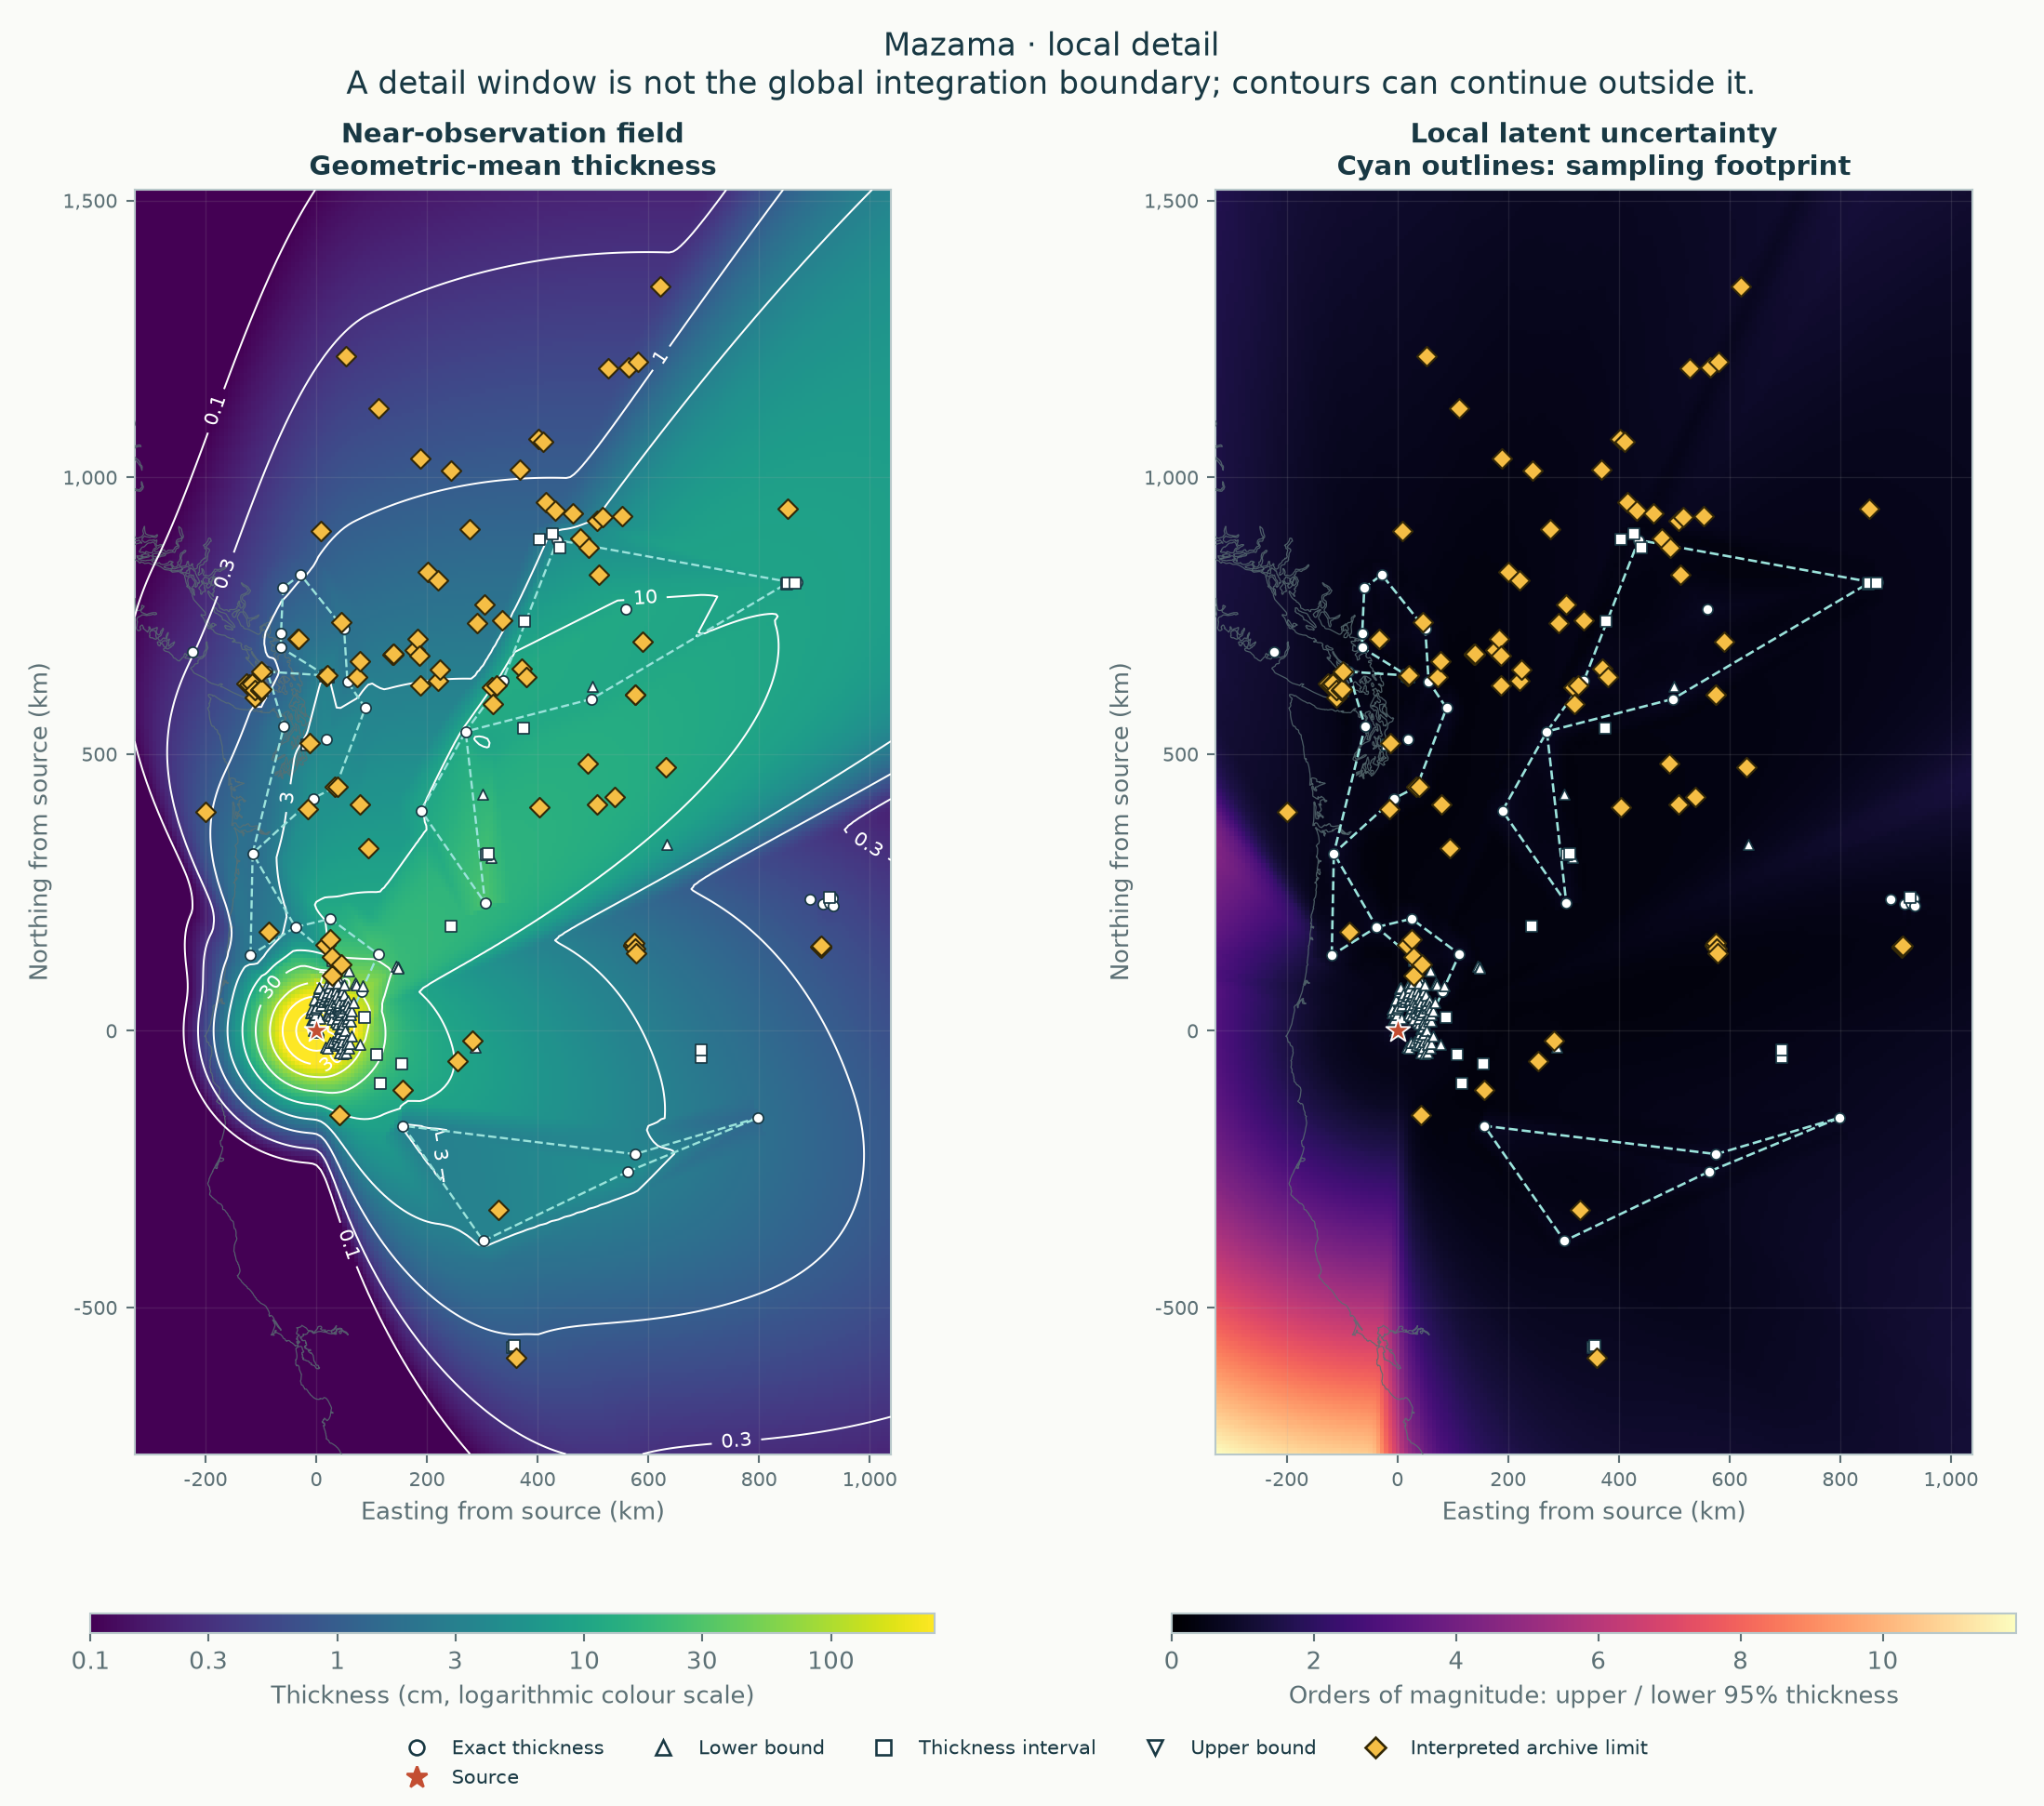 Mazama · local detail
A detail window is not the global integration boundary; contours can continue outside it.
Near-observation field
Geometric-mean thickness
Northing from source (km)
1,500
1,000
500
0
-500
0.1
0.3
1
10
0
3
0.3
30
3
3
0.1
0.3
-200
0
200
400
600
800
1,000
Easting from source (km)
0.1
0.3
1
3
10
30
100
Thickness (cm, logarithmic colour scale)
Local latent uncertainty
Cyan outlines: sampling footprint
Northing from source (km)
1,500
1,000
500
0
-500
-200
0
200
400
600
800
1,000
Easting from source (km)
0
2
4
6
8
10
Orders of magnitude: upper / lower 95% thickness
Exact thickness
Lower bound
Thickness interval
Upper bound
Interpreted archive limit
Source